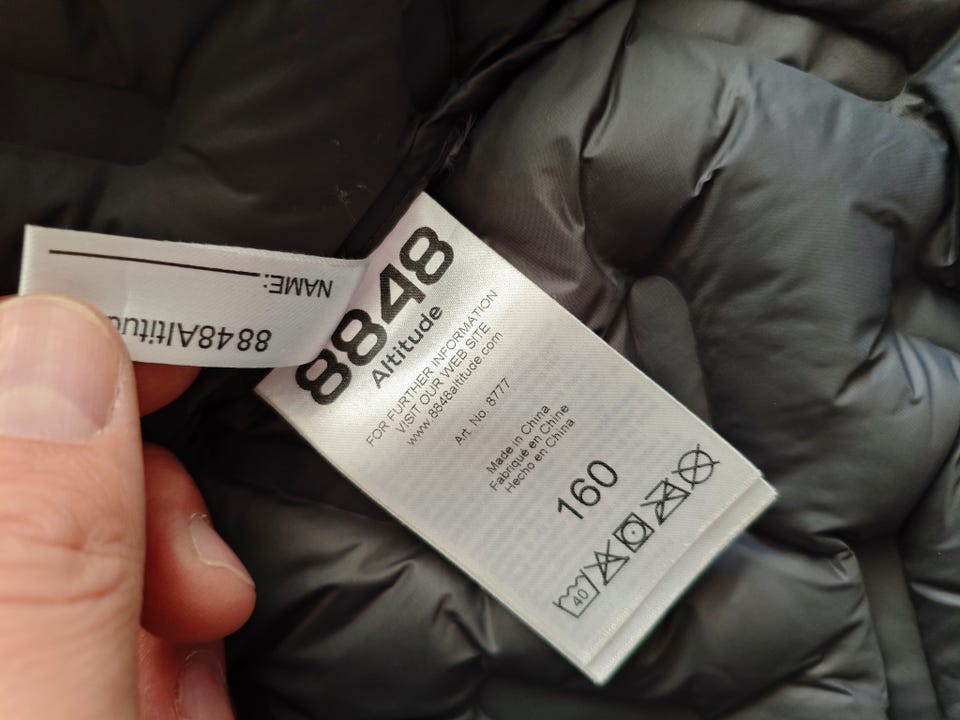 8848
Altitude
FOR FURTHER INFORMATION
VISIT OUR WEB SITE
www.8848altitude.com
Art. No. 8777
Made in China
Fabriqué en Chine
Hecho en China
160
40
NAME:
8848Altitud